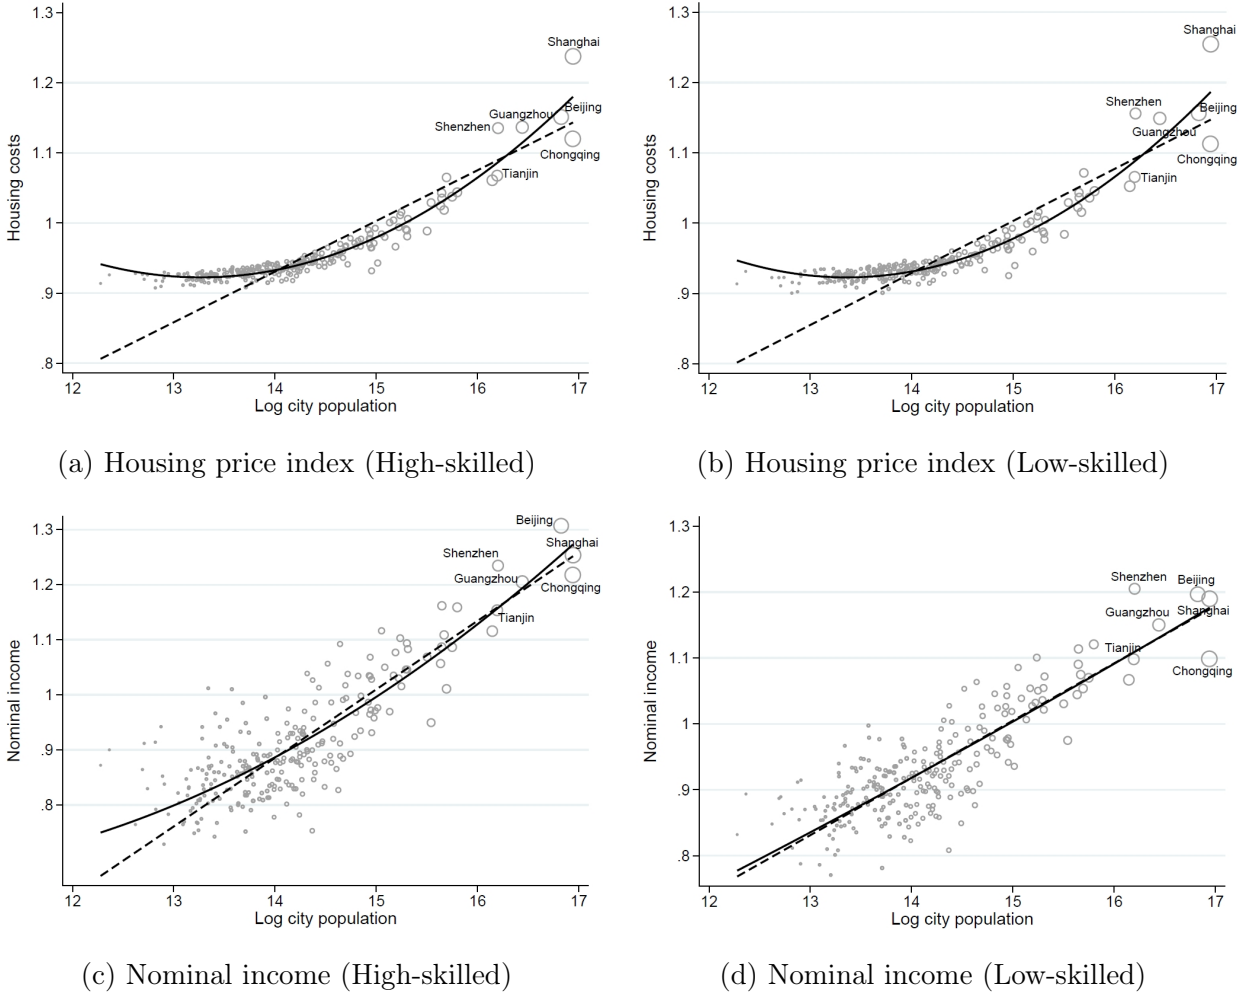 1.3
Shanghai
1.2
Guangzhou
Beijing
Shenzhen
1.1
Chongqing
Tianjin
1
.9
.8
Housing costs
12 13 14 15 16 17
Log city population
(a) Housing price index (High-skilled)
1.3
Shanghai
1.2
Shenzhen
Beijing
Guangzhou
1.1
Chongqing
Tianjin
1
.9
.8
Housing costs
12 13 14 15 16 17
Log city population
(b) Housing price index (Low-skilled)
1.3
Beijing
Shanghai
Shenzhen
1.2
Guangzhou
Chongqing
Tianjin
1.1
1
.9
.8
Nominal income
12 13 14 15 16 17
Log city population
(c) Nominal income (High-skilled)
1.3
Shenzhen
Beijing
1.2
Guangzhou
Shanghai
Tianjin
1.1
Chongqing
1
.9
.8
Nominal income
12 13 14 15 16 17
Log city population
(d) Nominal income (Low-skilled)